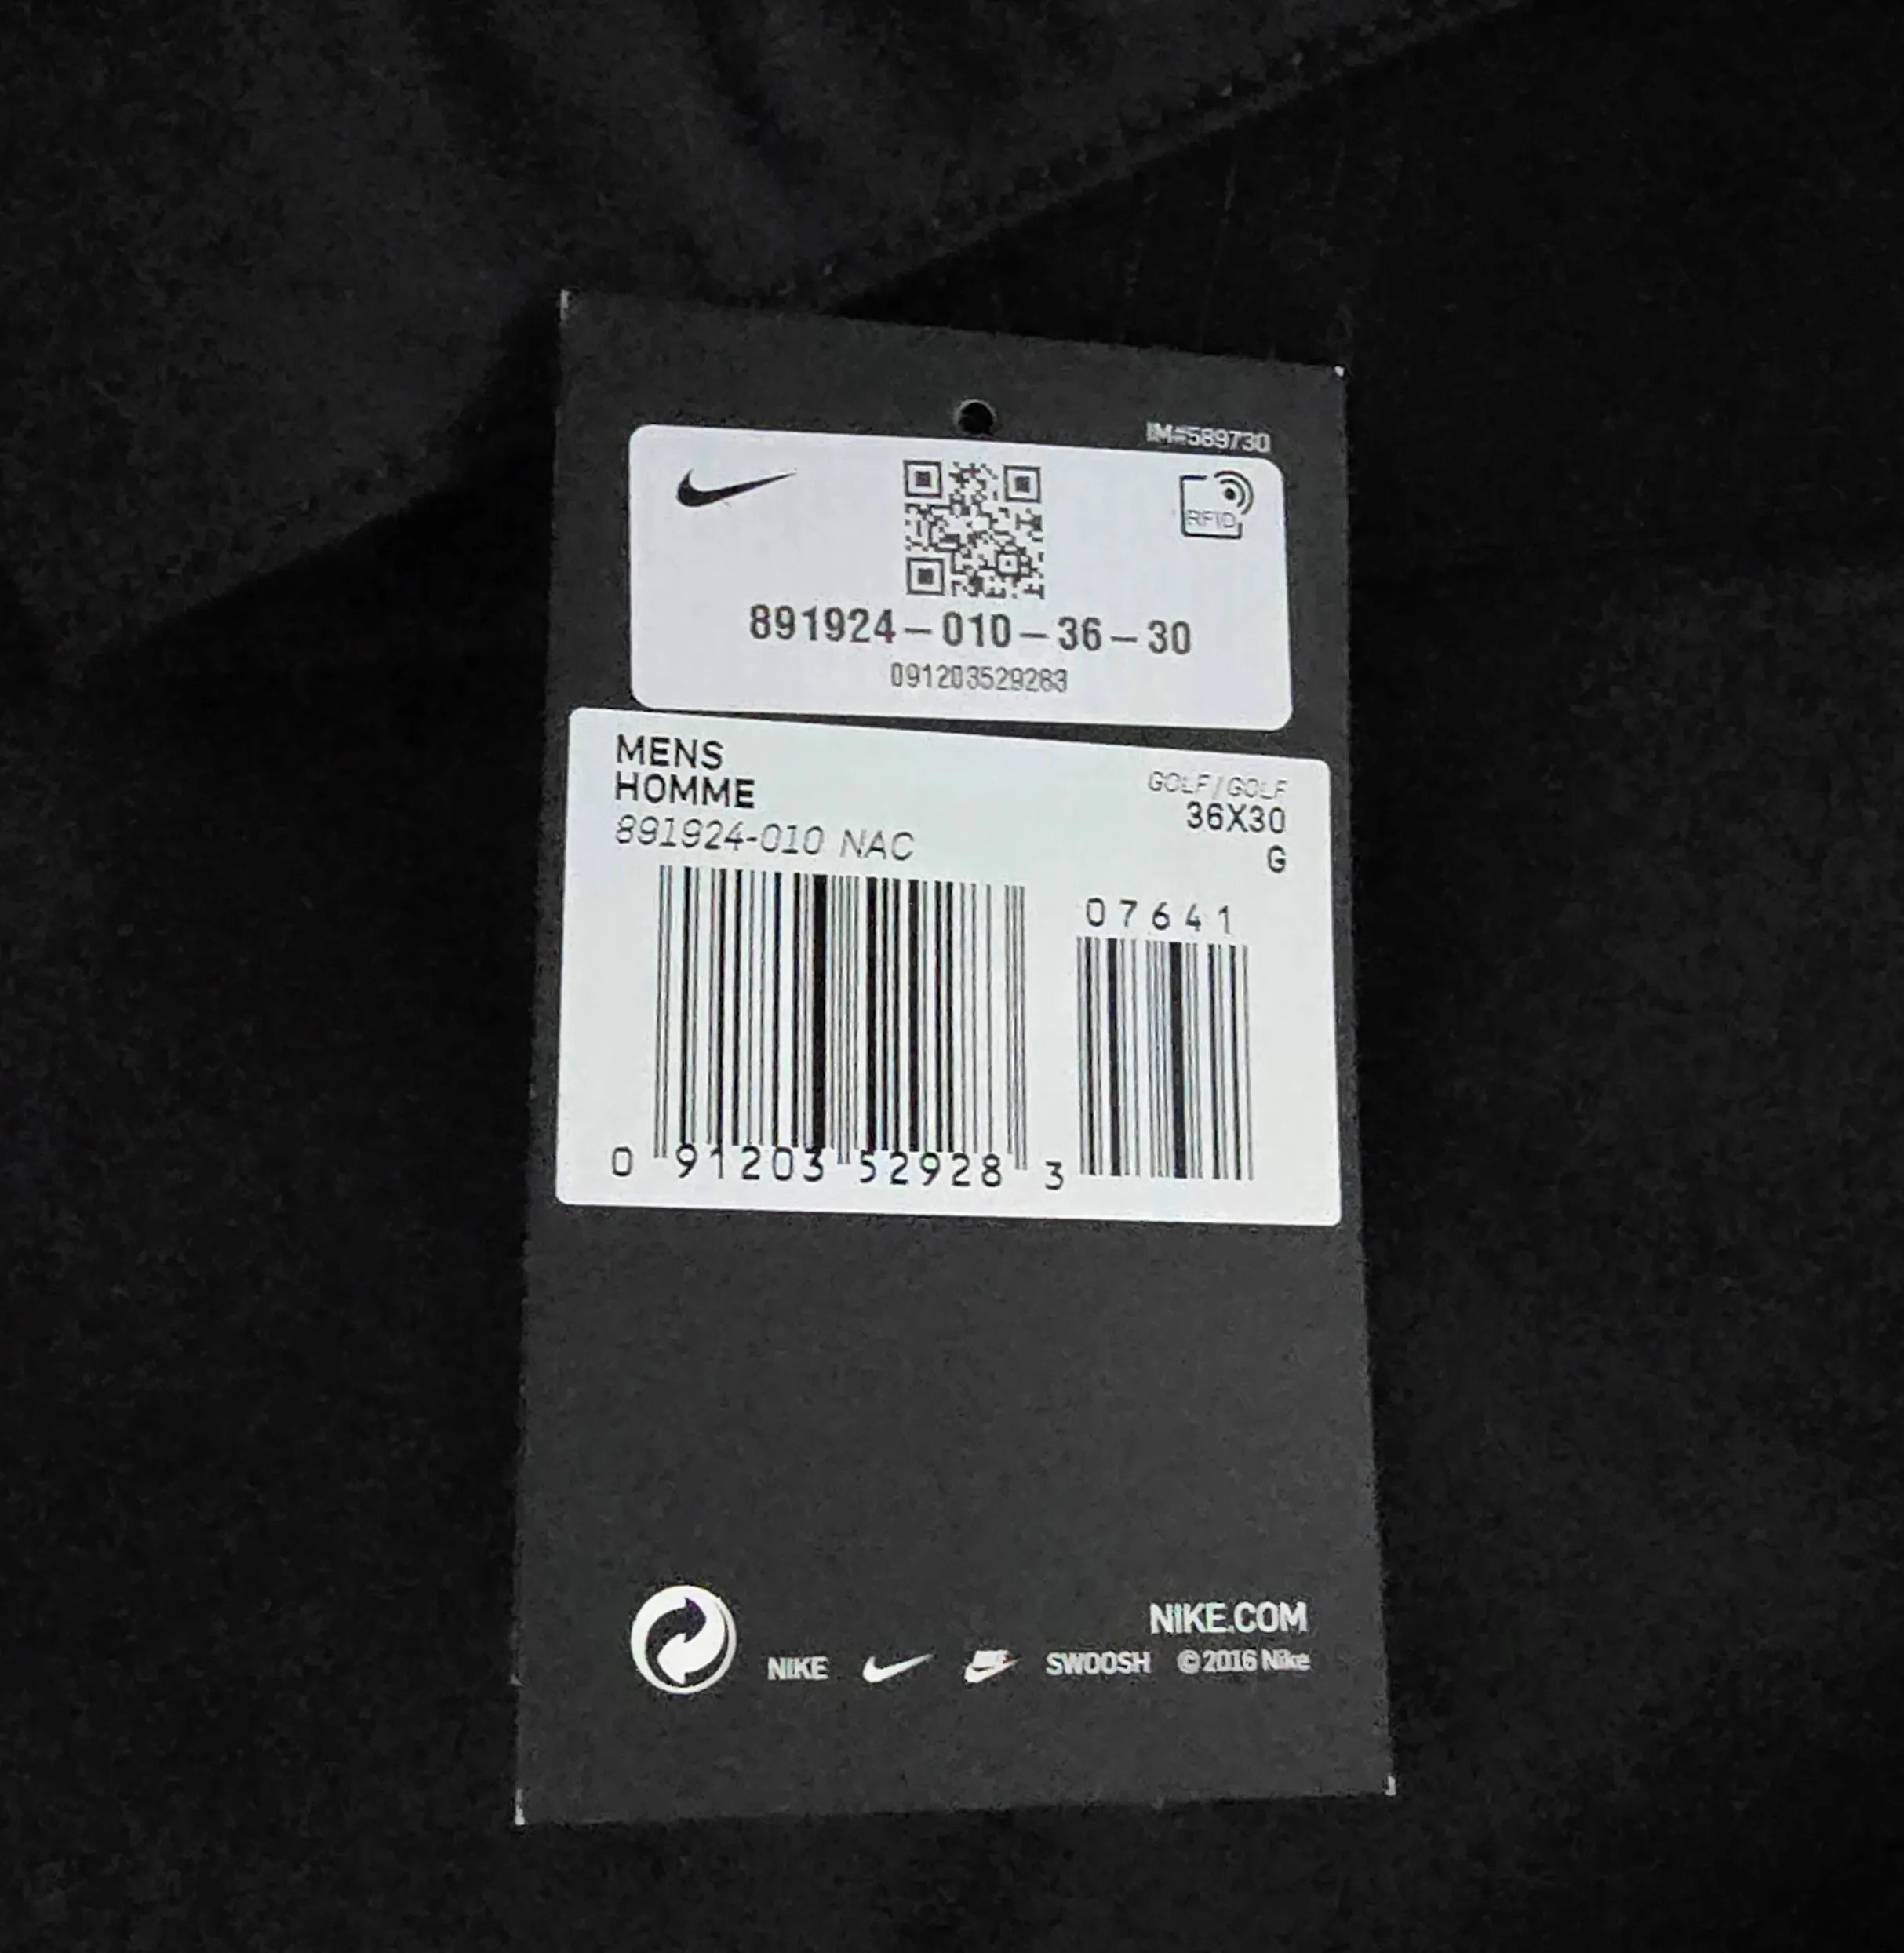 IM#589730
RFID
891924-010-36-30
091203529283
MENS
HOMME
891924-010 NAC
GOLF/GOLF
36X30
G
07641
0 91203 52928 3
NIKE.COM
NIKE SWOOSH ©2016 Nike